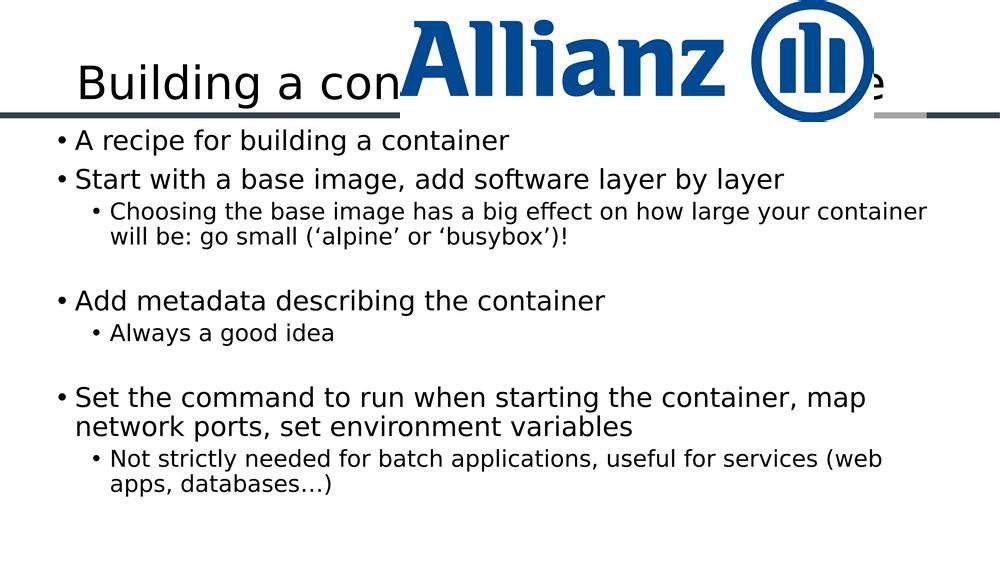 Allianz
Building a con e
• A recipe for building a container
• Start with a base image, add software layer by layer
• Choosing the base image has a big effect on how large your container
will be: go small (‘alpine’ or ‘busybox’)!
• Add metadata describing the container
• Always a good idea
• Set the command to run when starting the container, map
network ports, set environment variables
• Not strictly needed for batch applications, useful for services (web
apps, databases…)